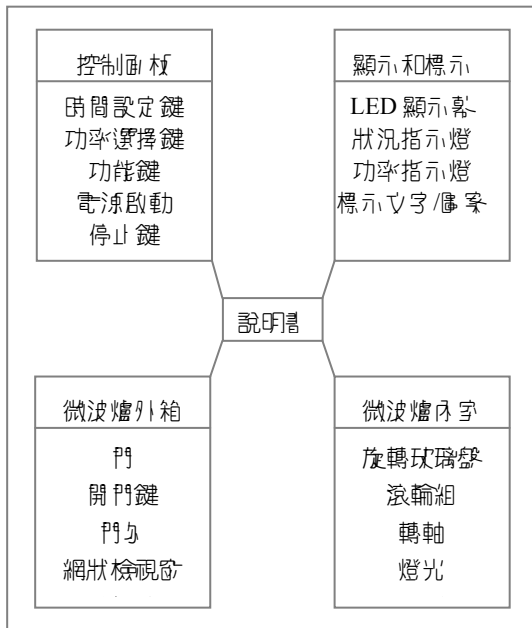 控制面板
時間設定鍵
功率選擇鍵
功能鍵
電源啟動
停止鍵
顯示和標示
LED 顯示幕
狀況指示燈
功率指示燈
標示文字/圖案
說明書
微波爐外箱
門
開門鍵
網狀檢視窗
微波爐內室
旋轉玻璃盤
滾輪組
轉軸
燈光